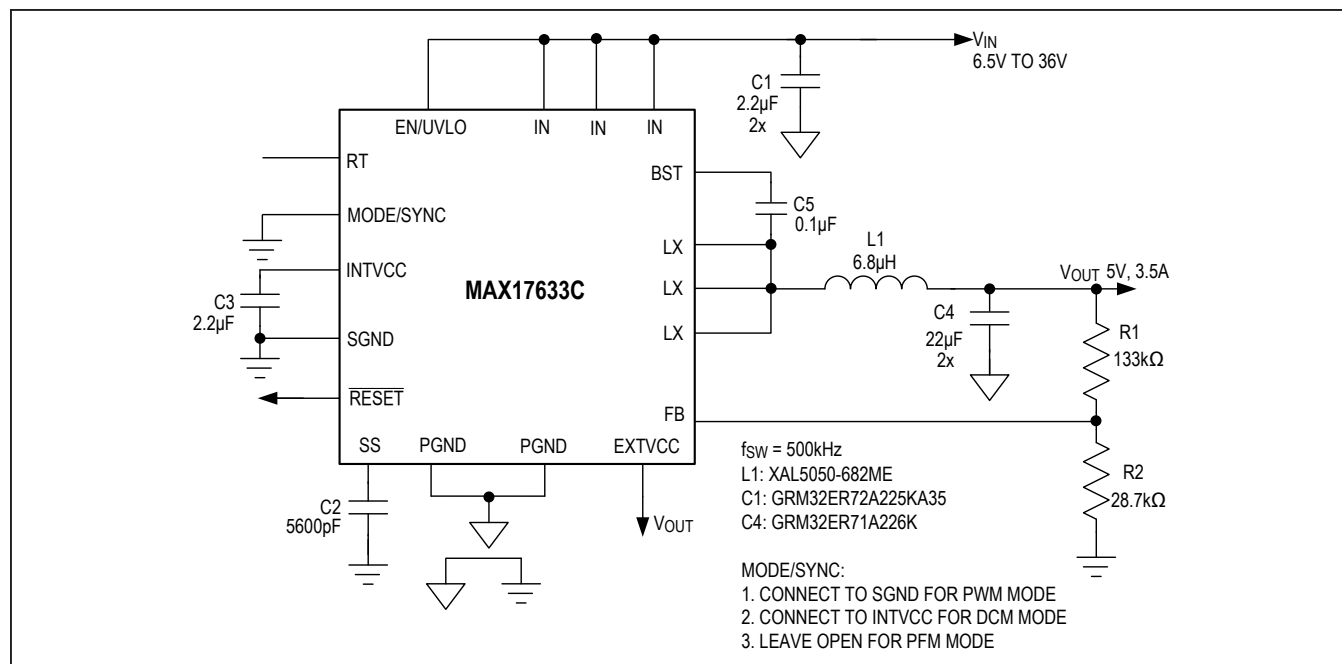 VIN
6.5V TO 36V
C1
2.2µF
2x
EN/UVLO
IN
IN
IN
RT
BST
C5
0.1µF
MODE/SYNC
LX
L1
6.8µH
INTVCC
MAX17633C
LX
VOUT 5V, 3.5A
C3
2.2µF
C4
22µF
2x
R1
133kΩ
SGND
LX
RESET
FB
SS
PGND
PGND
EXTVCC
fSW = 500kHz
L1: XAL5050-682ME
C1: GRM32ER72A225KA35
C4: GRM32ER71A226K
R2
28.7kΩ
C2
5600pF
VOUT
MODE/SYNC:
1. CONNECT TO SGND FOR PWM MODE
2. CONNECT TO INTVCC FOR DCM MODE
3. LEAVE OPEN FOR PFM MODE